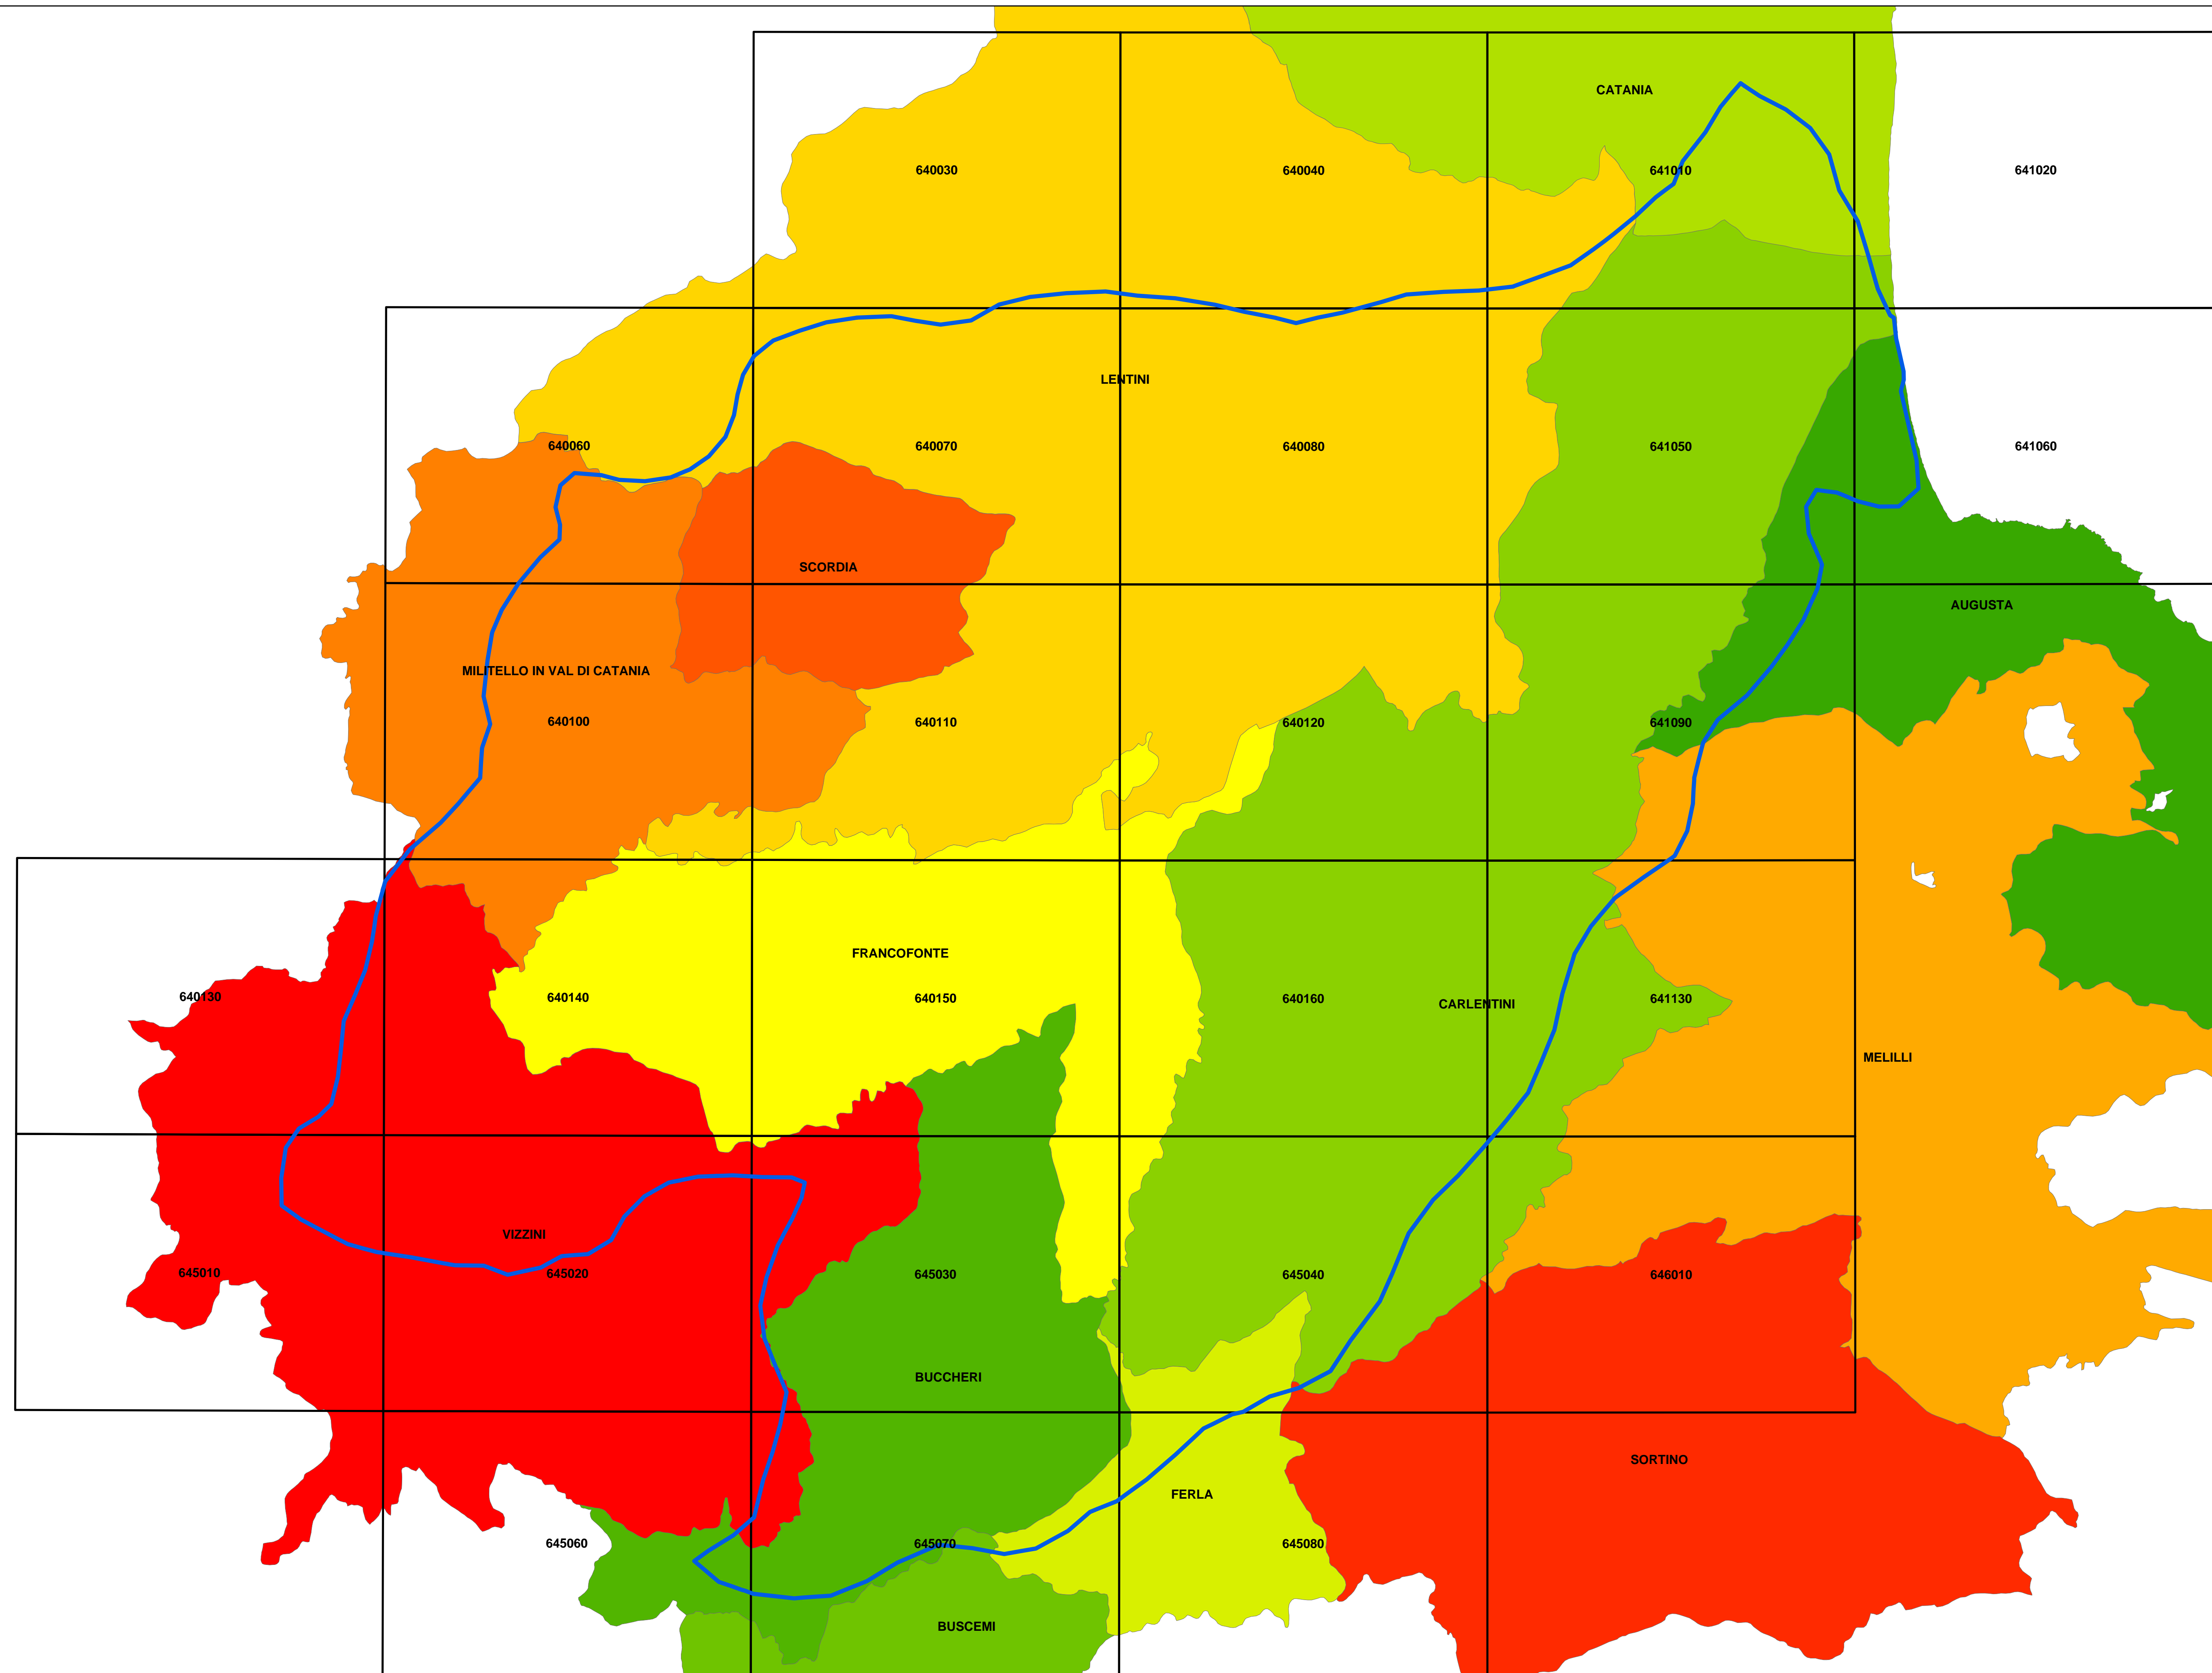 CATANIA
640030
640040
641010
641020
LENTINI
640060
640070
640080
641050
641060
SCORDIA
AUGUSTA
MILITELLO IN VAL DI CATANIA
640100
640110
640120
641090
FRANCOFONTE
640130
640140
640150
640160
CARLENTINI
641130
MELILLI
VIZZINI
645010
645020
645030
645040
646010
BUCCHERI
SORTINO
FERLA
645060
645070
645080
BUSCEMI